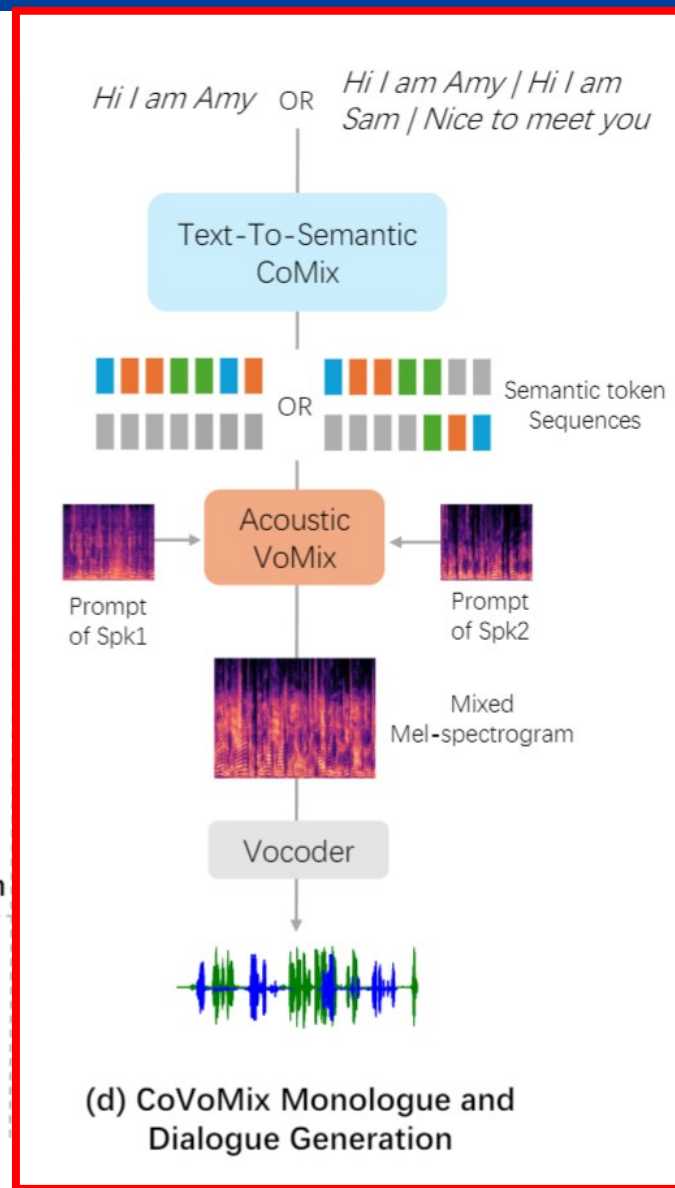 Hi I am Amy OR Hi I am Amy | Hi I am
Sam | Nice to meet you
Text-To-Semantic
CoMix
OR
Semantic token
Sequences
Acoustic
VoMix
Prompt
of Spk1
Prompt
of Spk2
Mixed
Mel-spectrogram
Vocoder
(d) CoVoMix Monologue and
Dialogue Generation